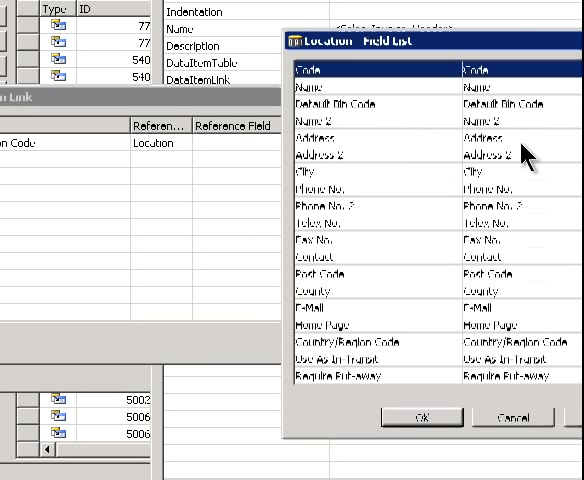 Type ID
77
77
540
540
Indentation
Name
Description
DataItemTable
DataItemLink
<Sales Invoice Header>
n Link
Referen... Reference Field
n Code Location
Location - Field List
Code Code
Name Name
Default Bin Code Default Bin Code
Name 2 Name 2
Address Address
Address 2 Address 2
City City
Phone No. Phone No.
Phone No. 2 Phone No. 2
Telex No. Telex No.
Fax No. Fax No.
Contact Contact
Post Code Post Code
County County
E-Mail E-Mail
Home Page Home Page
Country/Region Code Country/Region Code
Use As In-Transit Use As In-Transit
Require Put-away Require Put-away
OK Cancel
5002
5006
5006